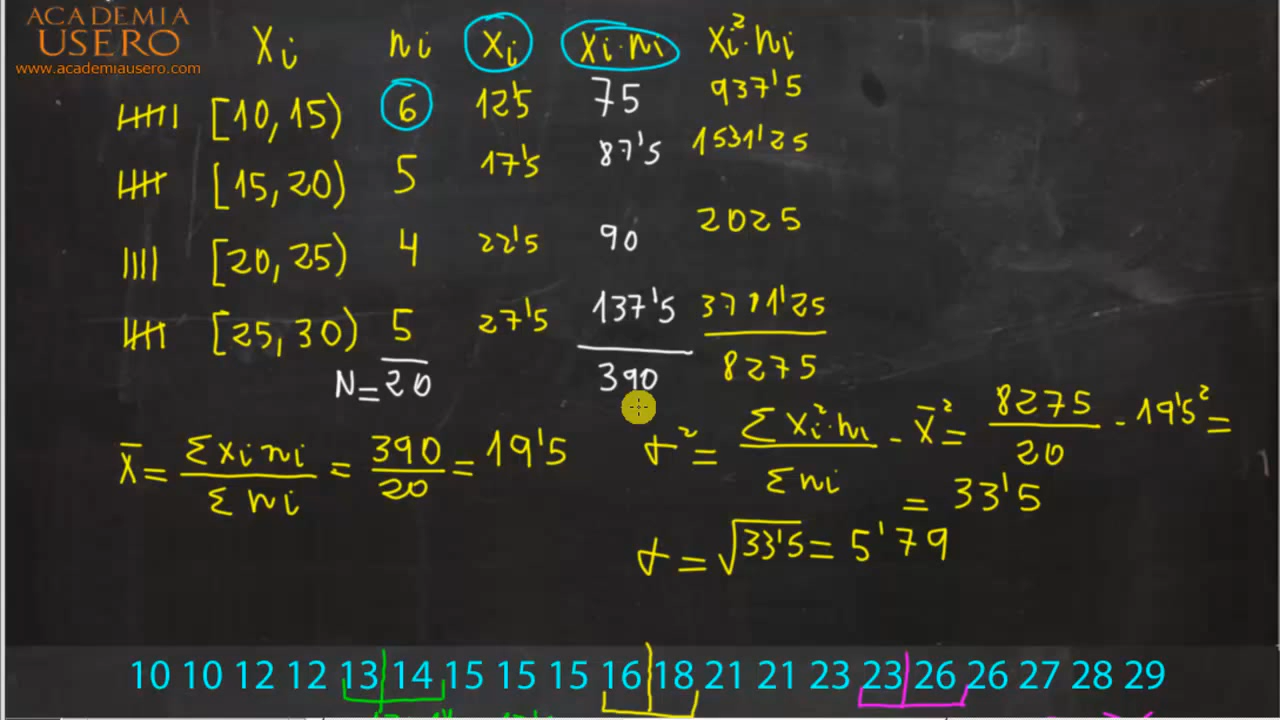 ACADEMIA
USERO
www.academiausero.com
Xi ni Xi Xi·ni Xi²·ni
[10,15) 6 12'5 75 937'5
[15,20) 5 17'5 87'5 1531'25
[20,25) 4 22'5 90 2025
[25,30) 5 27'5 137'5 3781'25
N=20 390 8275
X̄ = Σxi ni / Σni = 390/20 = 19'5
σ² = Σxi²·ni / Σni - X̄² = 8275/20 - 19'5² =
= 33'5
σ = √33'5 = 5'79
10 10 12 12 13 14 15 15 15 16 18 21 21 23 23 26 26 27 28 29